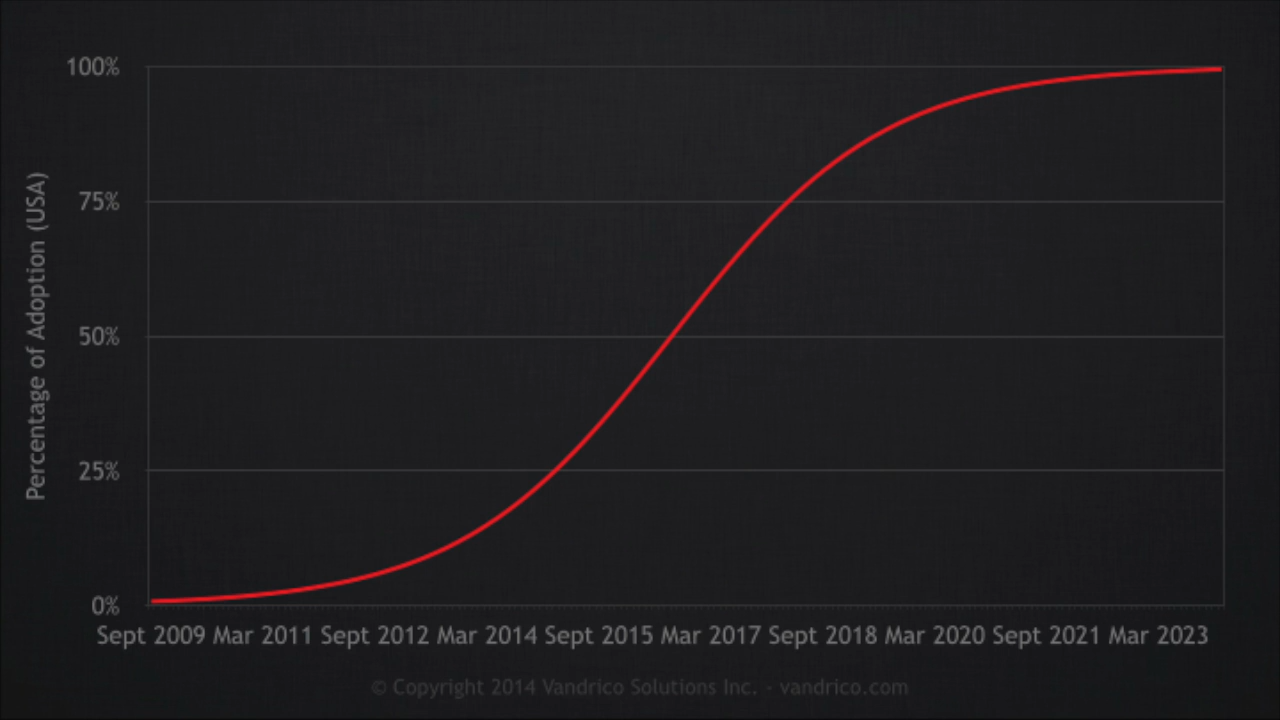 100%
75%
Percentage of Adoption (USA)
50%
25%
0%
Sept 2009 Mar 2011 Sept 2012 Mar 2014 Sept 2015 Mar 2017 Sept 2018 Mar 2020 Sept 2021 Mar 2023
© Copyright 2014 Vandrico Solutions Inc. - vandrico.com